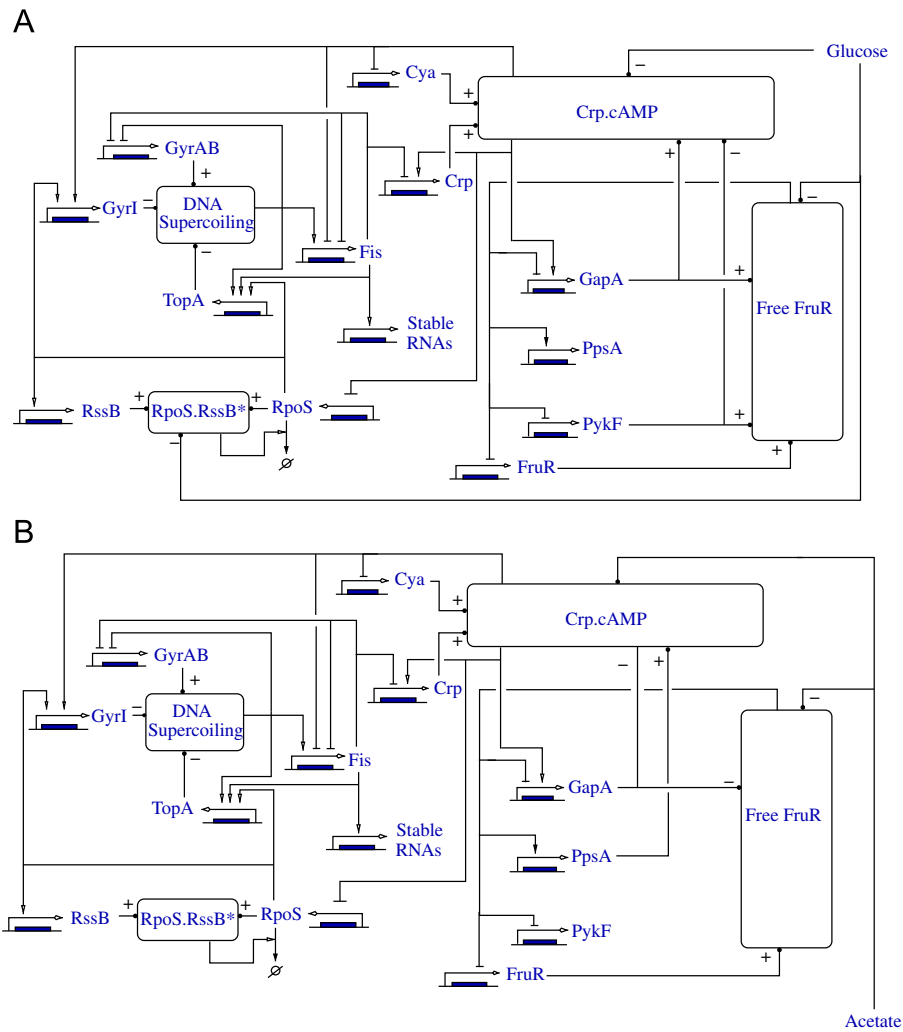 A
Glucose
Cya
+
−
Crp.cAMP
+
GyrAB
+
−
+
Crp
GyrI
−
DNA
Supercoiling
−
Fis
−
+
GapA
TopA
Free FruR
Stable
RNAs
PpsA
RssB
+
RpoS.RssB*
+
RpoS
PykF
+
−
+
FruR
B
Cya
+
Crp.cAMP
+
GyrAB
−
+
+
Crp
−
GyrI
−
DNA
Supercoiling
−
Fis
−
GapA
TopA
Free FruR
Stable
RNAs
PpsA
RssB
+
RpoS.RssB*
+
RpoS
PykF
+
FruR
Acetate